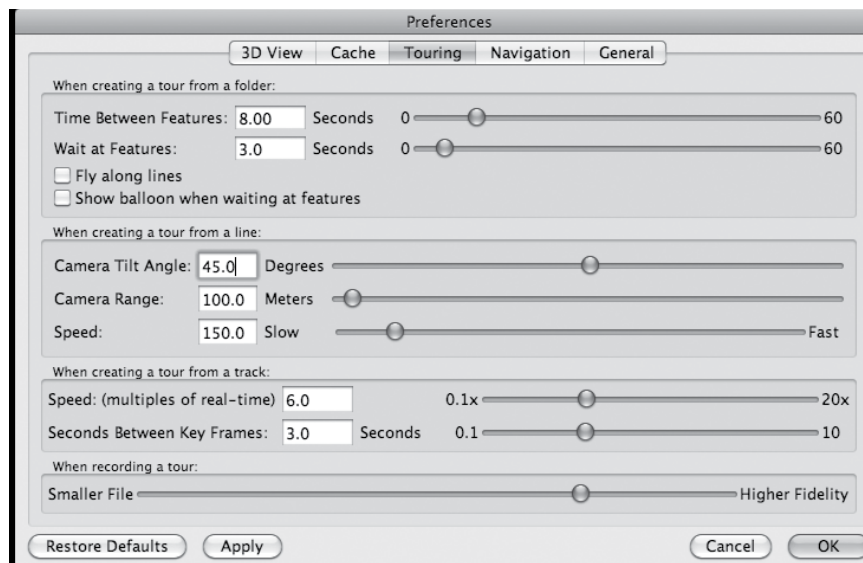 Preferences
3D View Cache Touring Navigation General
When creating a tour from a folder:
Time Between Features: 8.00 Seconds 0 60
Wait at Features: 3.0 Seconds 0 60
Fly along lines
Show balloon when waiting at features
When creating a tour from a line:
Camera Tilt Angle: 45.0 Degrees
Camera Range: 100.0 Meters
Speed: 150.0 Slow Fast
When creating a tour from a track:
Speed: (multiples of real-time) 6.0 0.1x 20x
Seconds Between Key Frames: 3.0 Seconds 0.1 10
When recording a tour:
Smaller File Higher Fidelity
Restore Defaults Apply Cancel OK